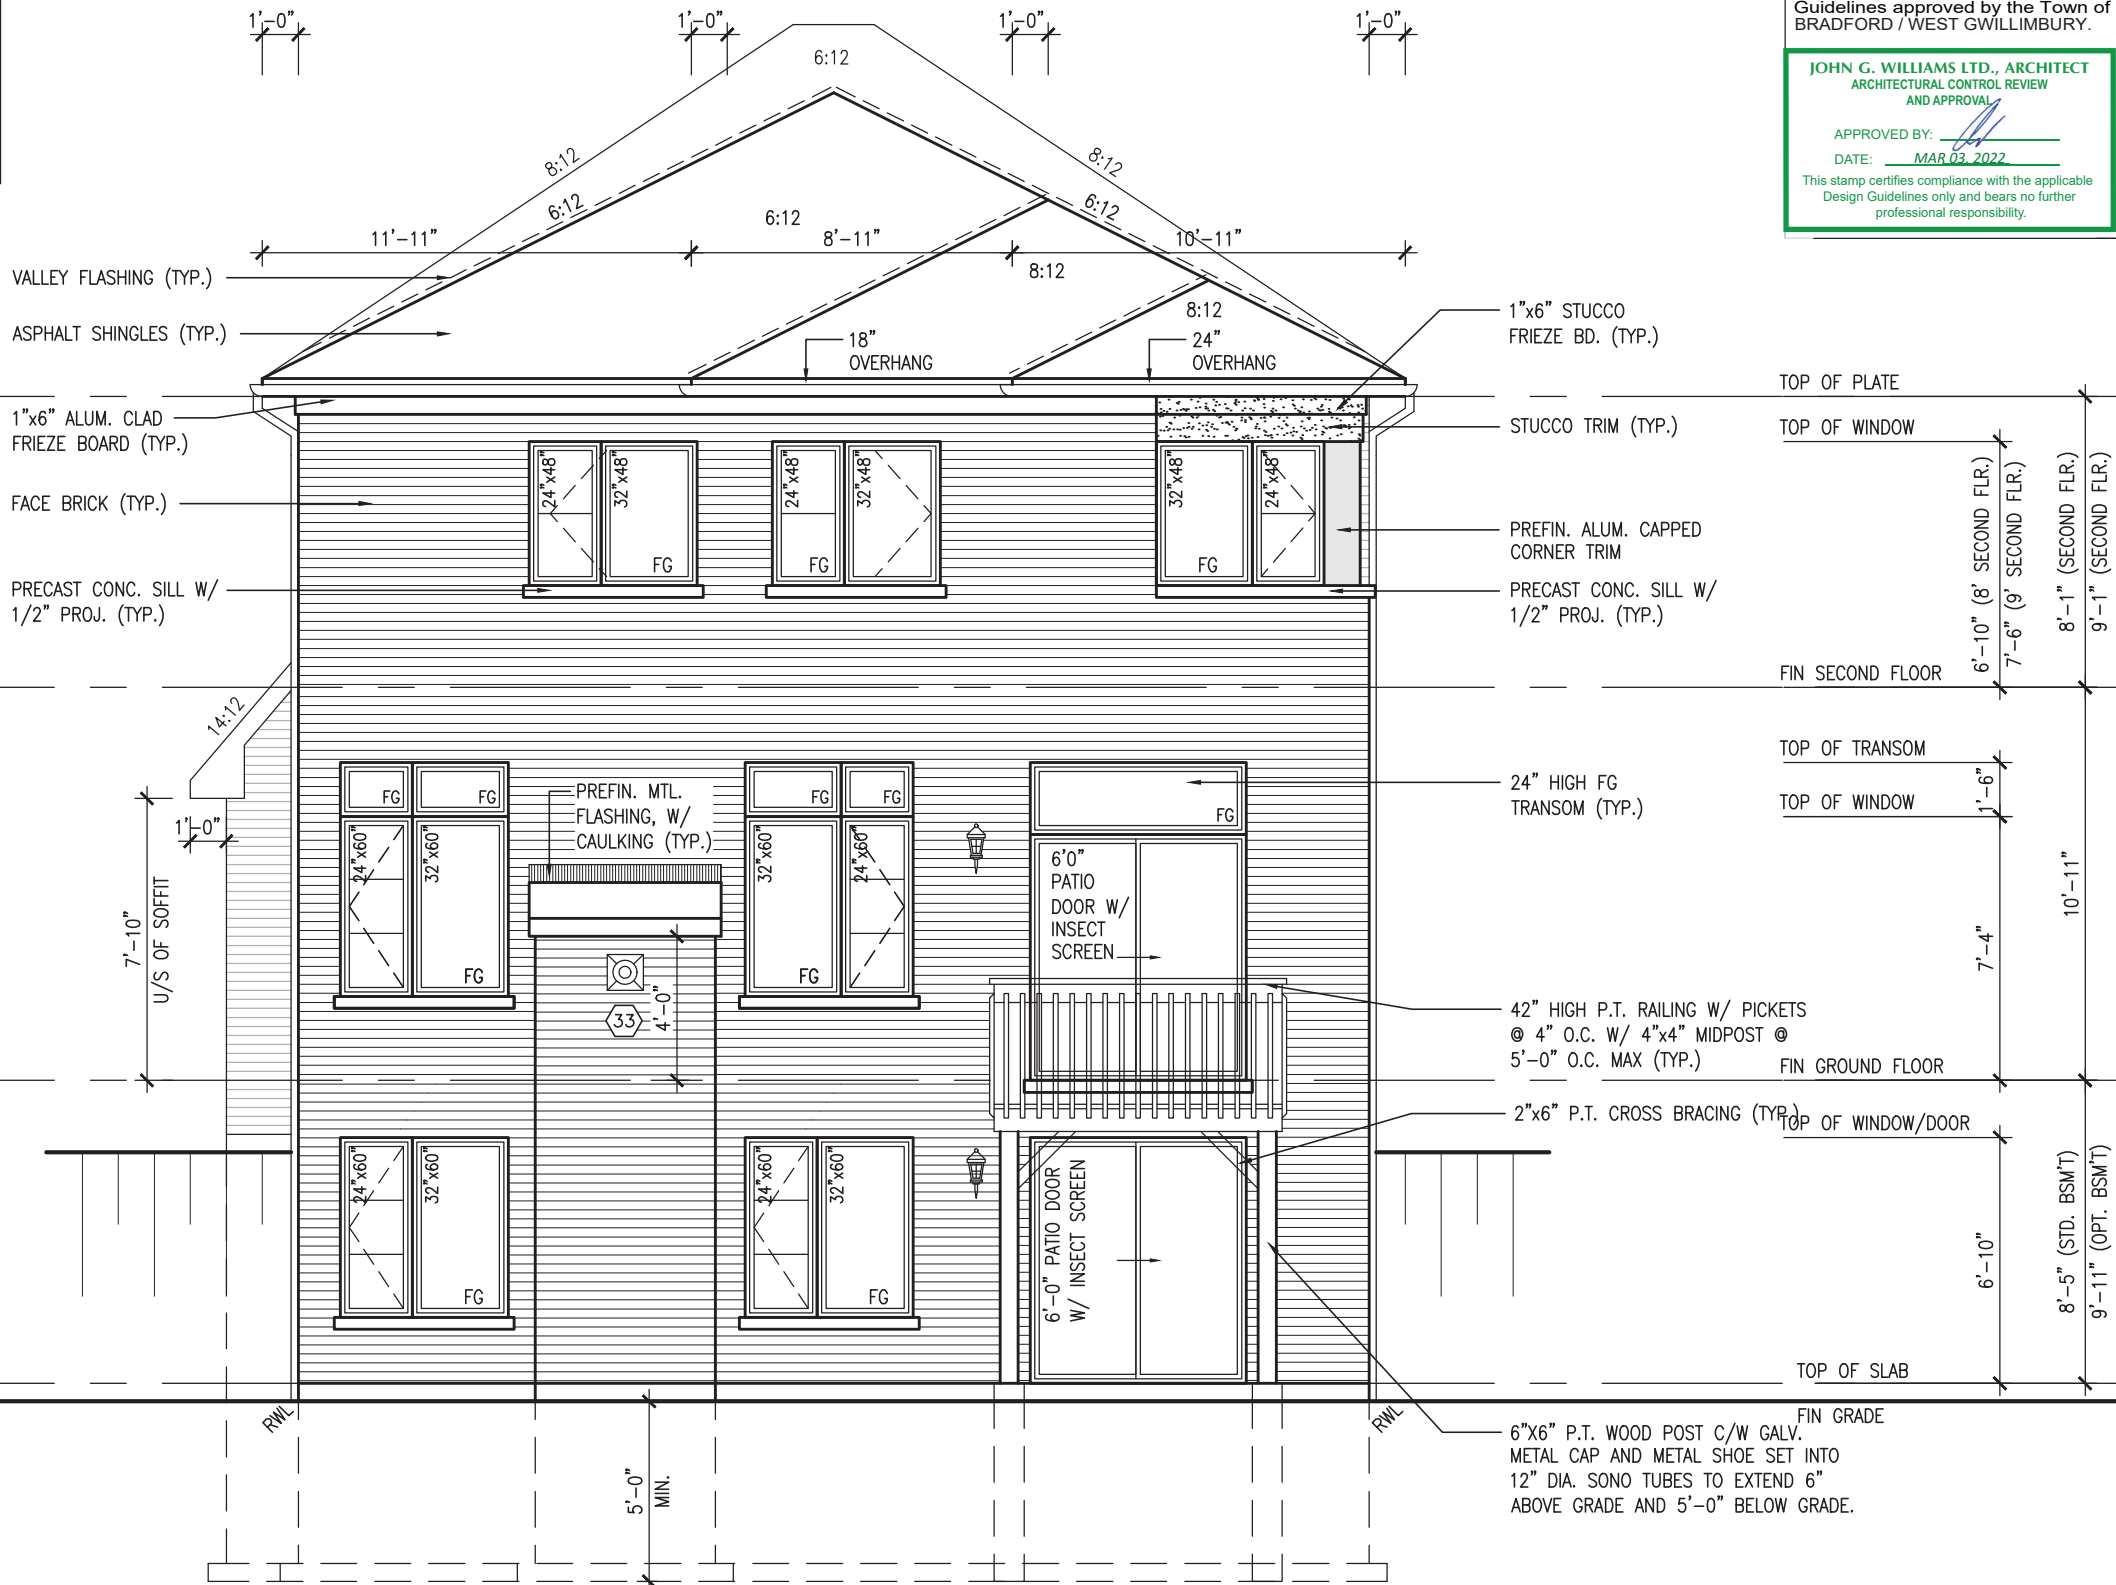 1'-0"
1'-0"
1'-0"
1'-0"
Guidelines approved by the Town of
BRADFORD / WEST GWILLIMBURY.
JOHN G. WILLIAMS LTD., ARCHITECT
ARCHITECTURAL CONTROL REVIEW
AND APPROVAL
APPROVED BY:
DATE: MAR 03, 2022
This stamp certifies compliance with the applicable
Design Guidelines only and bears no further
professional responsibility.
6:12
8:12
8:12
6:12
6:12
6:12
11'-11"
8'-11"
10'-11"
8:12
8:12
VALLEY FLASHING (TYP.)
ASPHALT SHINGLES (TYP.)
18"
OVERHANG
24"
OVERHANG
1"x6" STUCCO
FRIEZE BD. (TYP.)
1"x6" ALUM. CLAD
FRIEZE BOARD (TYP.)
STUCCO TRIM (TYP.)
FACE BRICK (TYP.)
PREFIN. ALUM. CAPPED
CORNER TRIM
PRECAST CONC. SILL W/
1/2" PROJ. (TYP.)
PRECAST CONC. SILL W/
1/2" PROJ. (TYP.)
24"x48"
32"x48"
FG
24"x48"
32"x48"
FG
32"x48"
24"x48"
FG
TOP OF PLATE
TOP OF WINDOW
6'-10" (8' SECOND FLR.)
7'-6" (9' SECOND FLR.)
8'-1" (SECOND FLR.)
9'-1" (SECOND FLR.)
FIN SECOND FLOOR
14:12
1'-0"
7'-10"
U/S OF SOFFIT
FG
FG
24"x60"
32"x60"
FG
PREFIN. MTL.
FLASHING, W/
CAULKING (TYP.)
33
4'-0"
FG
FG
32"x60"
24"x60"
FG
FG
6'0"
PATIO
DOOR W/
INSECT
SCREEN
24" HIGH FG
TRANSOM (TYP.)
TOP OF TRANSOM
TOP OF WINDOW
1'-6"
7'-4"
10'-11"
42" HIGH P.T. RAILING W/ PICKETS
@ 4" O.C. W/ 4"x4" MIDPOST @
5'-0" O.C. MAX (TYP.)
FIN GROUND FLOOR
2"x6" P.T. CROSS BRACING (TYP.)
TOP OF WINDOW/DOOR
24"x60"
32"x60"
FG
24"x60"
32"x60"
FG
6'-0" PATIO DOOR
W/ INSECT SCREEN
6'-10"
8'-5" (STD. BSM'T)
9'-11" (OPT. BSM'T)
TOP OF SLAB
FIN GRADE
RWL
RWL
5'-0"
MIN.
6"X6" P.T. WOOD POST C/W GALV.
METAL CAP AND METAL SHOE SET INTO
12" DIA. SONO TUBES TO EXTEND 6"
ABOVE GRADE AND 5'-0" BELOW GRADE.